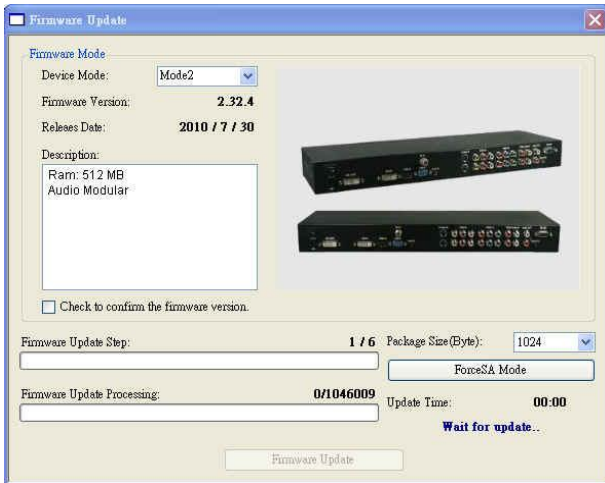 Firmware Update
Firmware Mode
Device Mode: Mode2
Firmware Version: 2.32.4
Releaes Date: 2010 / 7 / 30
Description:
Ram: 512 MB
Audio Modular
Check to confirm the firmware version.
Firmware Update Step: 1 / 6
Package Size(Byte): 1024
ForceSA Mode
Firmware Update Processing: 0/1046009
Update Time: 00:00
Wait for update..
Firmware Update